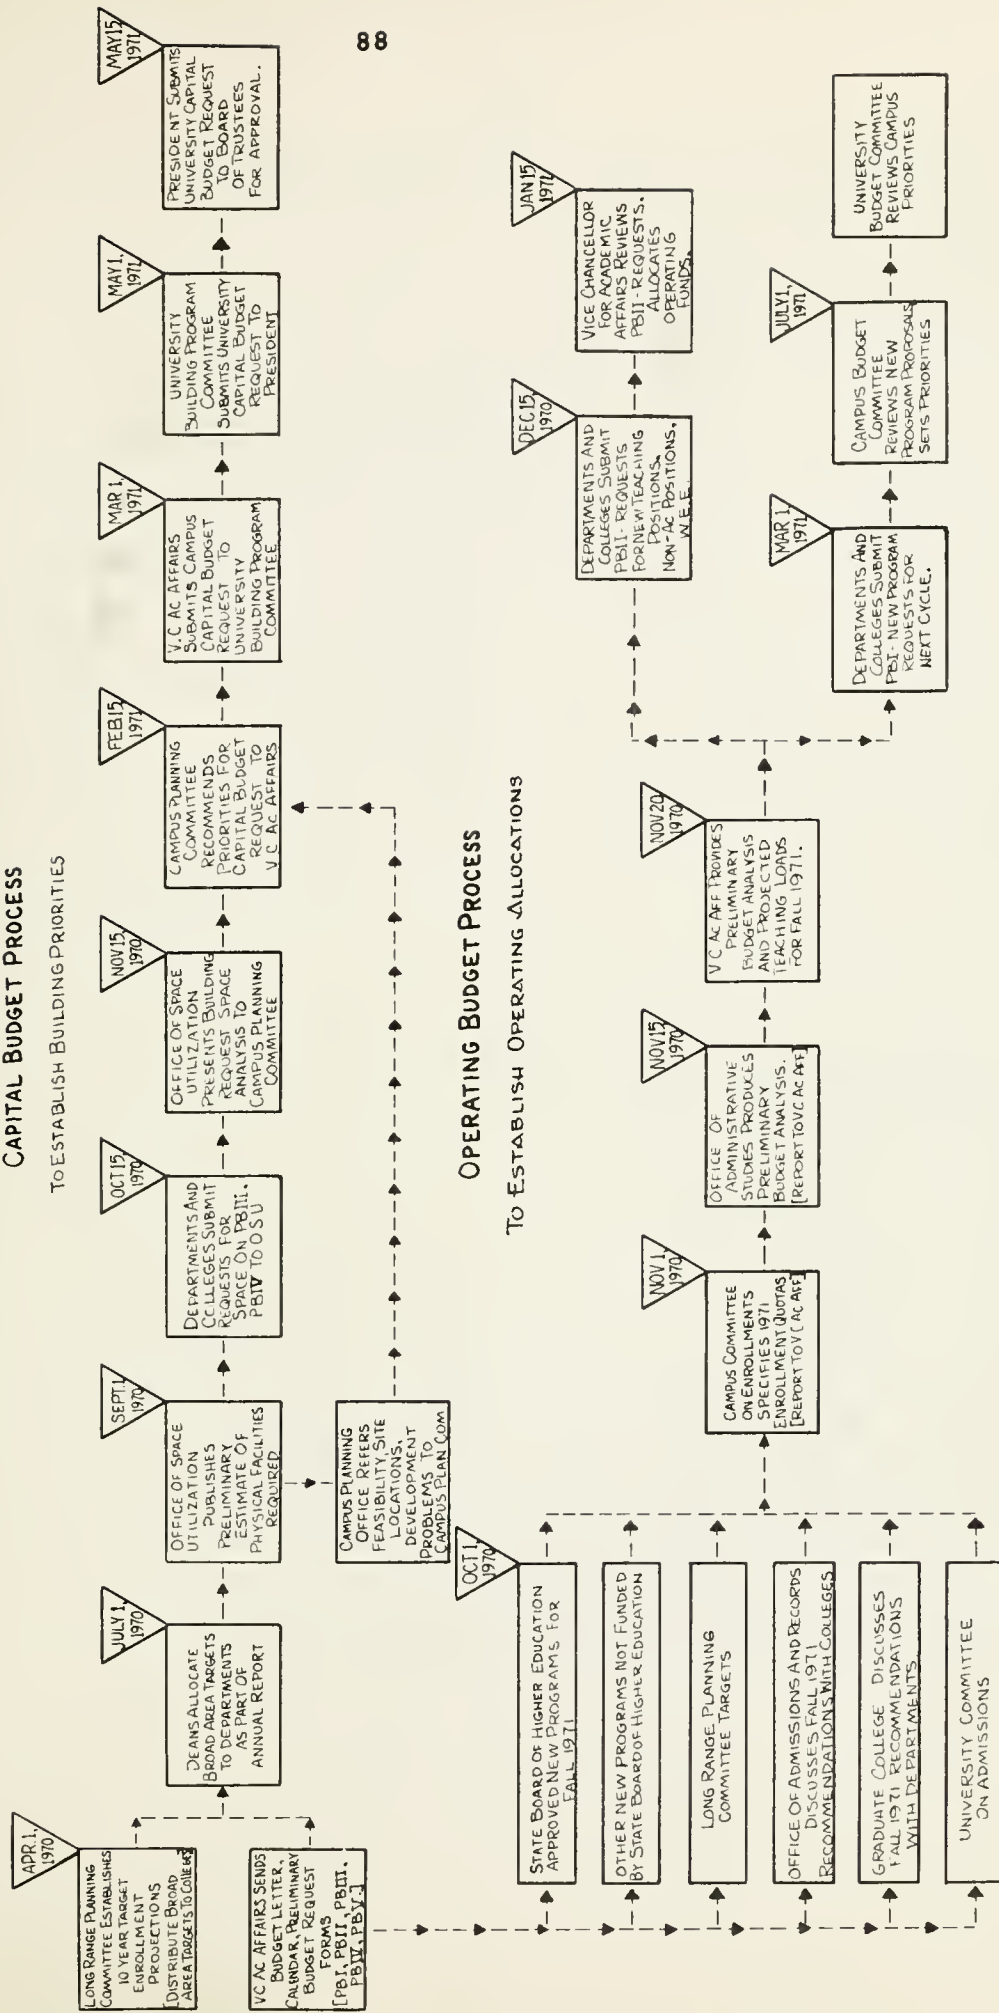 88
CAPITAL BUDGET PROCESS
TO ESTABLISH BUILDING PRIORITIES
APR. 1,
1970
LONG RANGE PLANNING
COMMITTEE ESTABLISHES
10 YEAR TARGET
ENROLLMENT
PROJECTIONS
[DISTRIBUTE BROAD
AREA TARGETS TO COLLEGES]
VC AC AFFAIRS SENDS
BUDGET LETTER,
CALENDAR, PRELIMINARY
BUDGET REQUEST
FORMS
[PBI, PBII, PBIII,
PBIV, PBV.]
JULY 1,
1970
DEANS ALLOCATE
BROAD AREA TARGETS
TO DEPARTMENTS
AS PART OF
ANNUAL REPORT
SEPT. 1,
1970
OFFICE OF SPACE
UTILIZATION
PUBLISHES
PRELIMINARY
ESTIMATE OF
PHYSICAL FACILITIES
REQUIRED
CAMPUS PLANNING
OFFICE REFERS
FEASIBILITY, SITE
LOCATIONS,
DEVELOPMENT
PROBLEMS TO
CAMPUS PLAN COM
OCT 15,
1970
DEPARTMENTS AND
COLLEGES SUBMIT
REQUESTS FOR
SPACE ON PBIII.
PBIV TO OSU
NOV 15,
1970
OFFICE OF SPACE
UTILIZATION
PRESENTS BUILDING
REQUEST SPACE
ANALYSIS TO
CAMPUS PLANNING
COMMITTEE
FEB 15,
1971
CAMPUS PLANNING
COMMITTEE
RECOMMENDS
PRIORITIES FOR
CAPITAL BUDGET
REQUEST TO
V C AC AFFAIRS
MAR 1,
1971
V. C AC AFFAIRS
SUBMITS CAMPUS
CAPITAL BUDGET
REQUEST TO
UNIVERSITY
BUILDING PROGRAM
COMMITTEE
MAY 1,
1971
UNIVERSITY
BUILDING PROGRAM
COMMITTEE
SUBMITS UNIVERSITY
CAPITAL BUDGET
REQUEST TO
PRESIDENT
MAY 15,
1971
PRESIDENT SUBMITS
UNIVERSITY CAPITAL
BUDGET REQUEST
TO BOARD
OF TRUSTEES
FOR APPROVAL.
OPERATING BUDGET PROCESS
TO ESTABLISH OPERATING ALLOCATIONS
OCT 1,
1970
STATE BOARD OF HIGHER EDUCATION
APPROVED NEW PROGRAMS FOR
FALL 1971
OTHER NEW PROGRAMS NOT FUNDED
BY STATE BOARD OF HIGHER EDUCATION
LONG RANGE PLANNING
COMMITTEE TARGETS
OFFICE OF ADMISSIONS AND RECORDS
DISCUSSES FALL 1971
RECOMMENDATIONS WITH COLLEGES
GRADUATE COLLEGE DISCUSSES
FALL 1971 RECOMMENDATIONS
WITH DEPARTMENTS
UNIVERSITY COMMITTEE
ON ADMISSIONS
NOV 1,
1970
CAMPUS COMMITTEE
ON ENROLLMENTS
SPECIFIES 1971
ENROLLMENT QUOTAS
[REPORT TO V C AC AFF]
NOV 15,
1970
OFFICE OF
ADMINISTRATIVE
STUDIES PRODUCES
PRELIMINARY
BUDGET ANALYSIS.
[REPORT TO V C AC AFF]
NOV 20,
1970
V C AC AFF PROVIDES
PRELIMINARY
BUDGET ANALYSIS
AND PROJECTED
TEACHING LOADS
FOR FALL 1971.
DEC 15,
1970
DEPARTMENTS AND
COLLEGES SUBMIT
PBII - REQUESTS
FOR NEW TEACHING
POSITIONS.
NON-AC POSITIONS,
W.E.E.
JAN 15,
1971
VICE CHANCELLOR
FOR ACADEMIC
AFFAIRS REVIEWS
PBII - REQUESTS.
ALLOCATES
OPERATING
FUNDS.
MAR 1,
1971
DEPARTMENTS AND
COLLEGES SUBMIT
PBI - NEW PROGRAM
REQUESTS FOR
NEXT CYCLE.
JULY 1,
1971
CAMPUS BUDGET
COMMITTEE
REVIEWS NEW
PROGRAM PROPOSALS
SETS PRIORITIES
UNIVERSITY
BUDGET COMMITTEE
REVIEWS CAMPUS
PRIORITIES